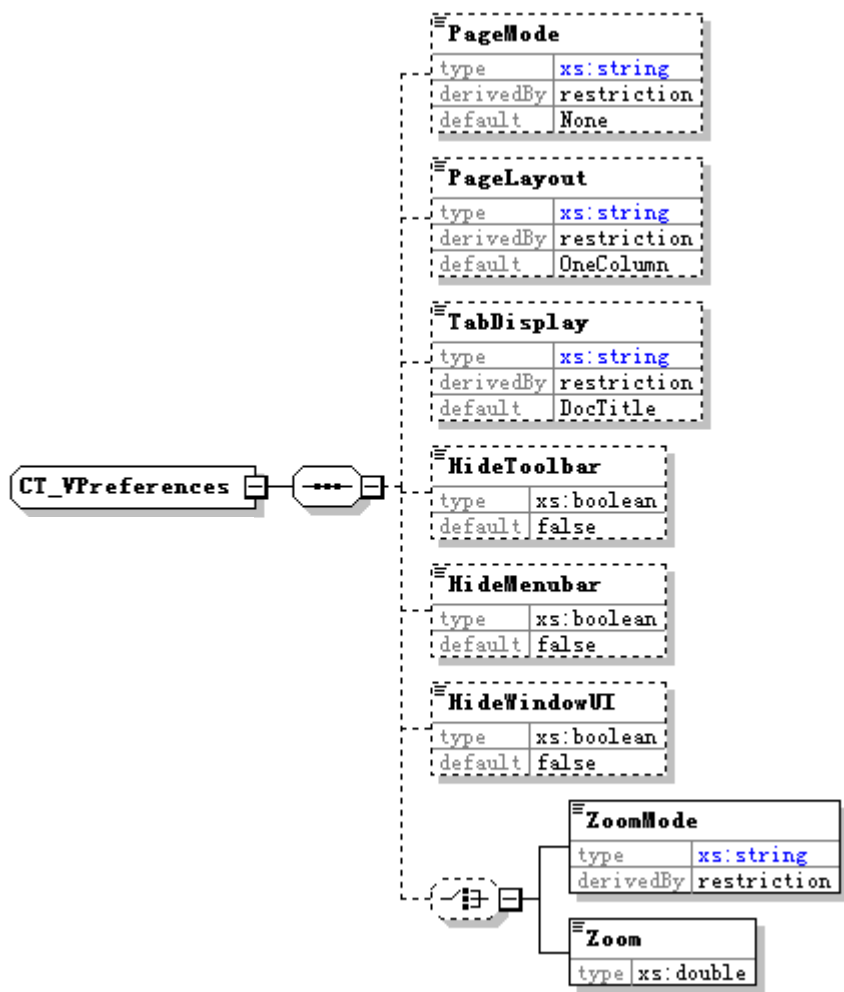 PageMode
type xs:string
derivedBy restriction
default None
PageLayout
type xs:string
derivedBy restriction
default OneColumn
TabDisplay
type xs:string
derivedBy restriction
default DocTitle
CT_VPreferences
HideToolbar
type xs:boolean
default false
HideMenubar
type xs:boolean
default false
HideWindowUI
type xs:boolean
default false
ZoomMode
type xs:string
derivedBy restriction
Zoom
type xs:double